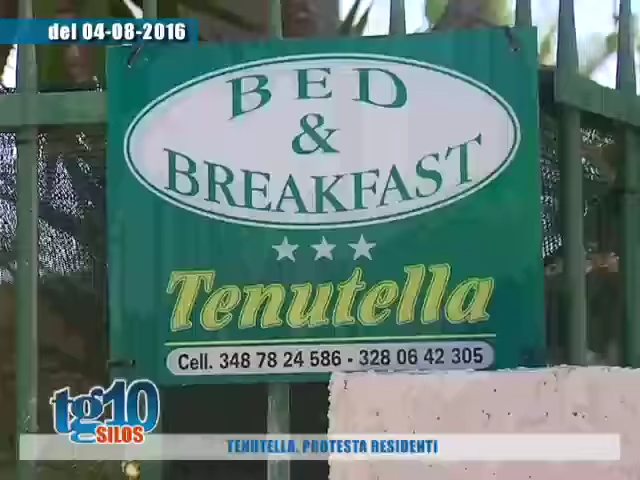 del 04-08-2016
BED
&
BREAKFAST
Tenutella
Cell. 348 78 24 586 - 328 06 42 305
tg10
SILOS
TENUTELLA, PROTESTA RESIDENTI